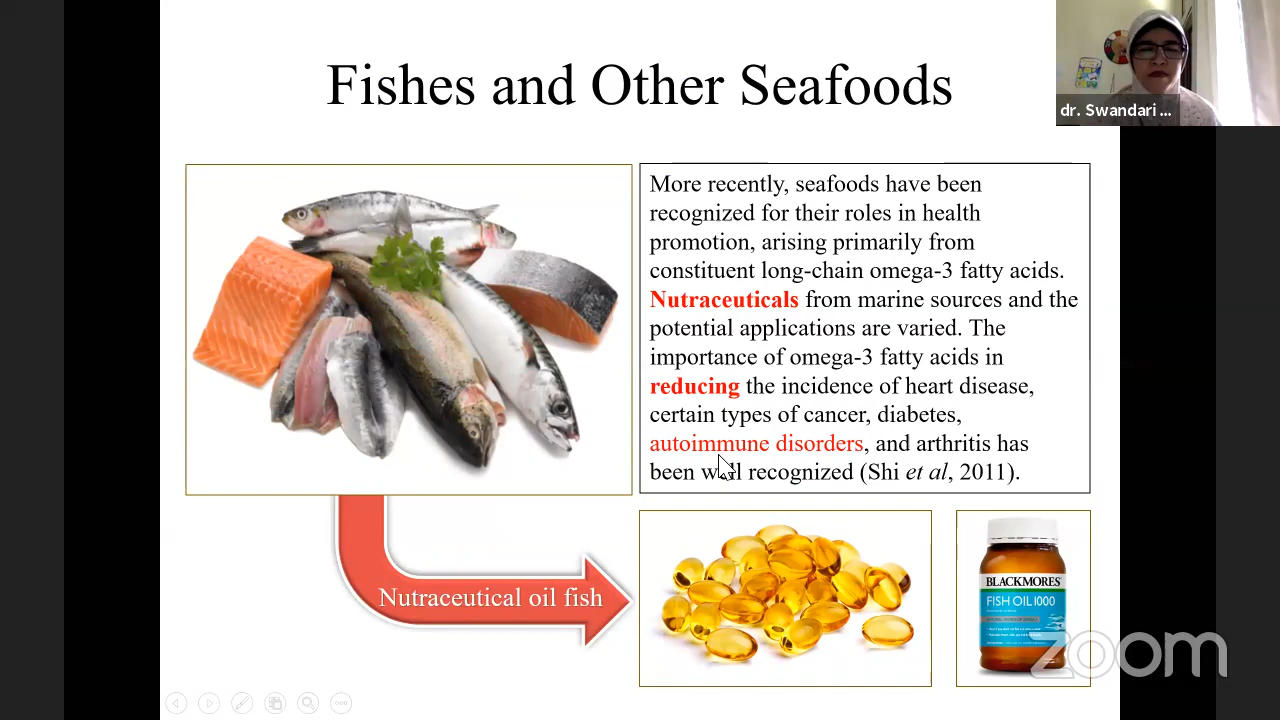 Fishes and Other Seafoods
dr. Swandari ...
More recently, seafoods have been
recognized for their roles in health
promotion, arising primarily from
constituent long-chain omega-3 fatty acids.
Nutraceuticals from marine sources and the
potential applications are varied. The
importance of omega-3 fatty acids in
reducing the incidence of heart disease,
certain types of cancer, diabetes,
autoimmune disorders, and arthritis has
been well recognized (Shi et al, 2011).
Nutraceutical oil fish
BLACKMORES
FISH OIL 1000
zoom